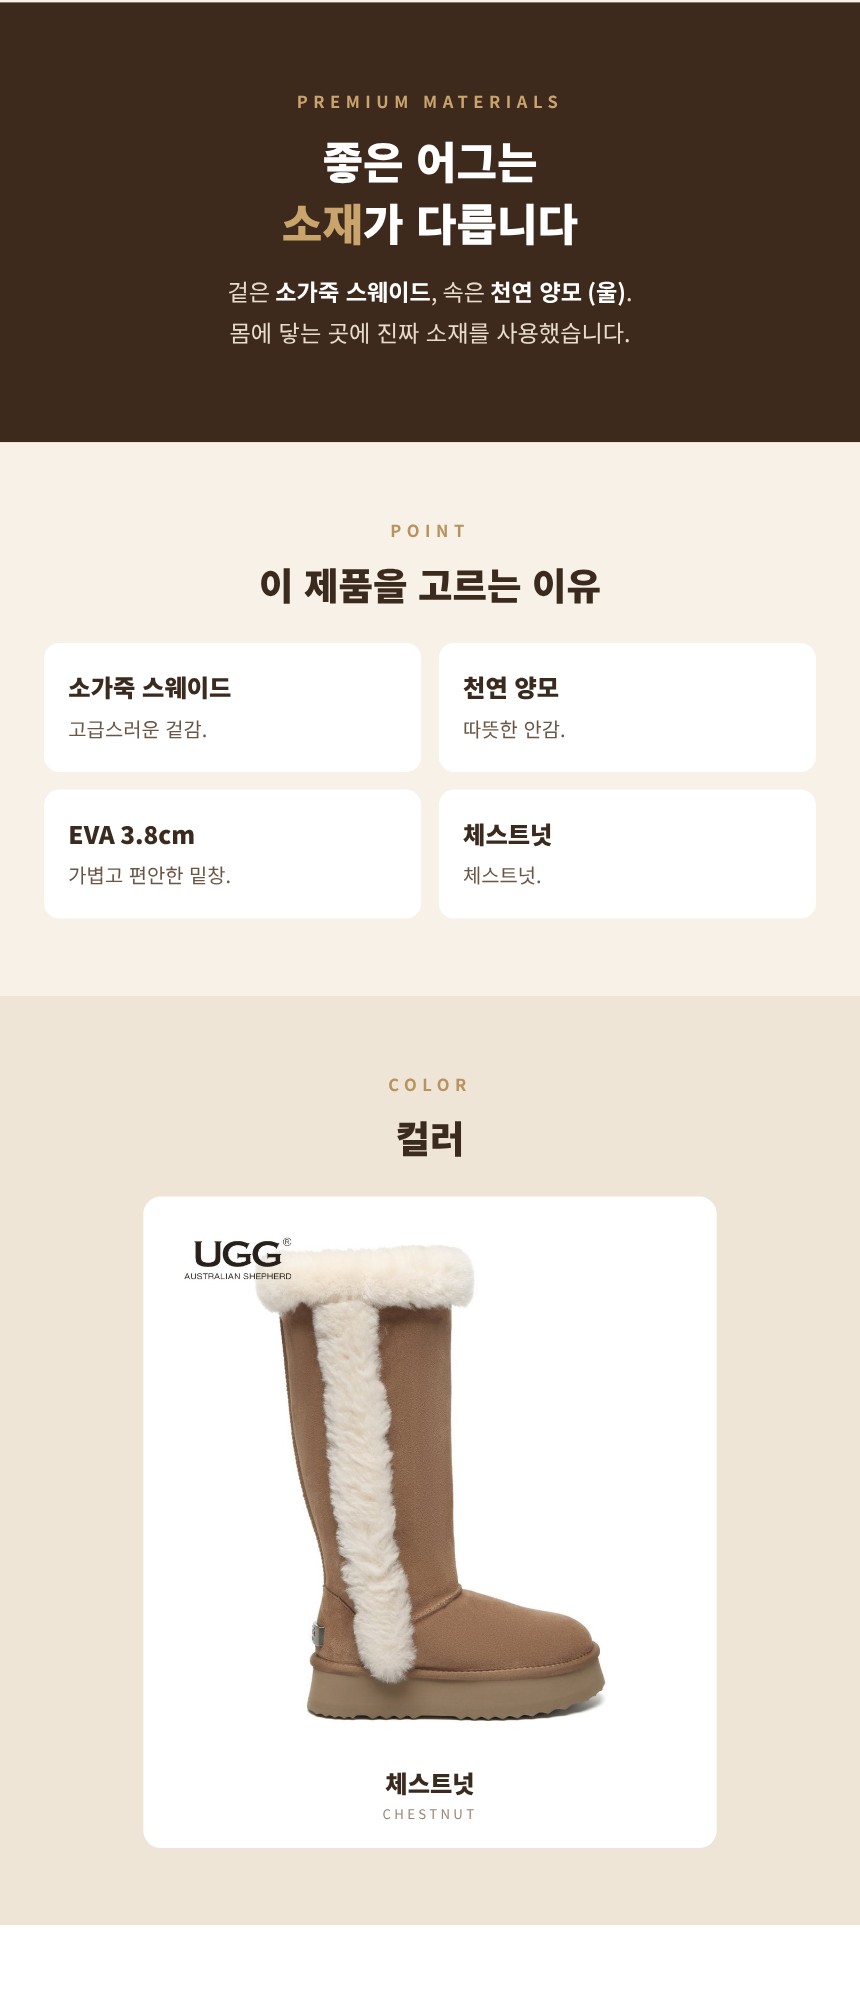 PREMIUM MATERIALS
좋은 어그는
소재가 다릅니다
겉은 소가죽 스웨이드, 속은 천연 양모 (울).
몸에 닿는 곳에 진짜 소재를 사용했습니다.
POINT
이 제품을 고르는 이유
소가죽 스웨이드
고급스러운 겉감.
천연 양모
따뜻한 안감.
EVA 3.8cm
가볍고 편안한 밑창.
체스트넛
체스트넛.
COLOR
컬러
UGG®
AUSTRALIAN SHEPHERD
체스트넛
CHESTNUT